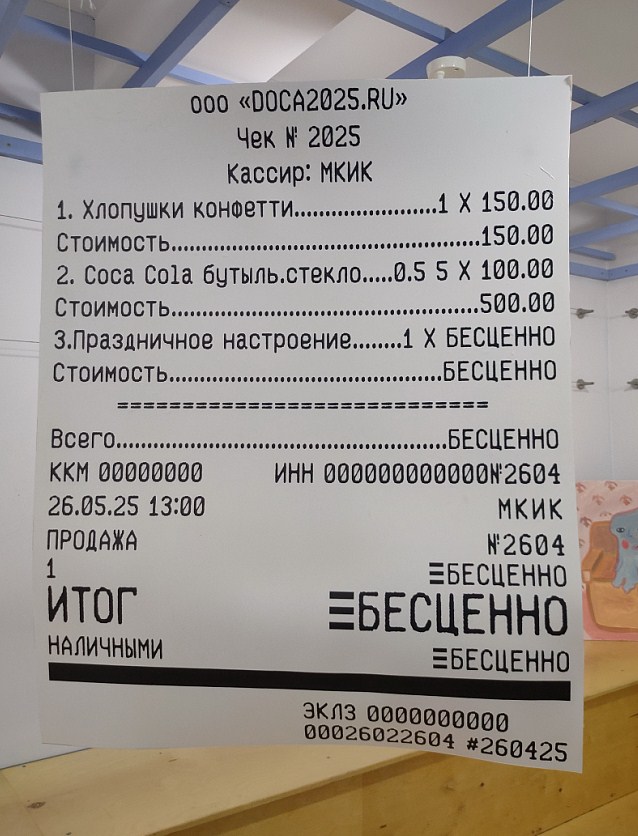 ооо «DOCA2025.RU»
Чек № 2025
Кассир: МКИК
1. Хлопушки конфетти......................1 X 150.00
Стоимость................................................150.00
2. Coca Cola бутыль.стекло.....0.5 5 X 100.00
Стоимость................................................500.00
3.Праздничное настроение........1 X БЕСЦЕННО
Стоимость..........................................БЕСЦЕННО
=============================
Всего...................................................БЕСЦЕННО
ККМ 00000000 ИНН 000000000000№2604
26.05.25 13:00 МКИК
ПРОДАЖА №2604
1 ≡БЕСЦЕННО
ИТОГ ≡БЕСЦЕННО
НАЛИЧНЫМИ ≡БЕСЦЕННО
ЭКЛЗ 0000000000
00026022604 #260425